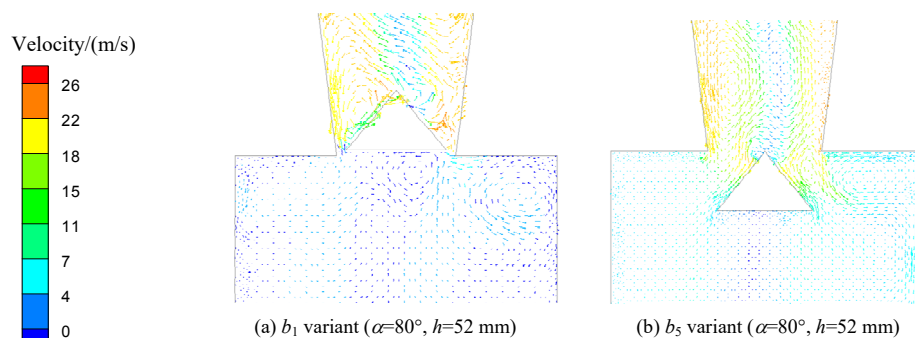 Velocity/(m/s)
26
22
18
15
11
7
4
0
(a) b₁ variant (α=80°, h=52 mm)
(b) b₅ variant (α=80°, h=52 mm)